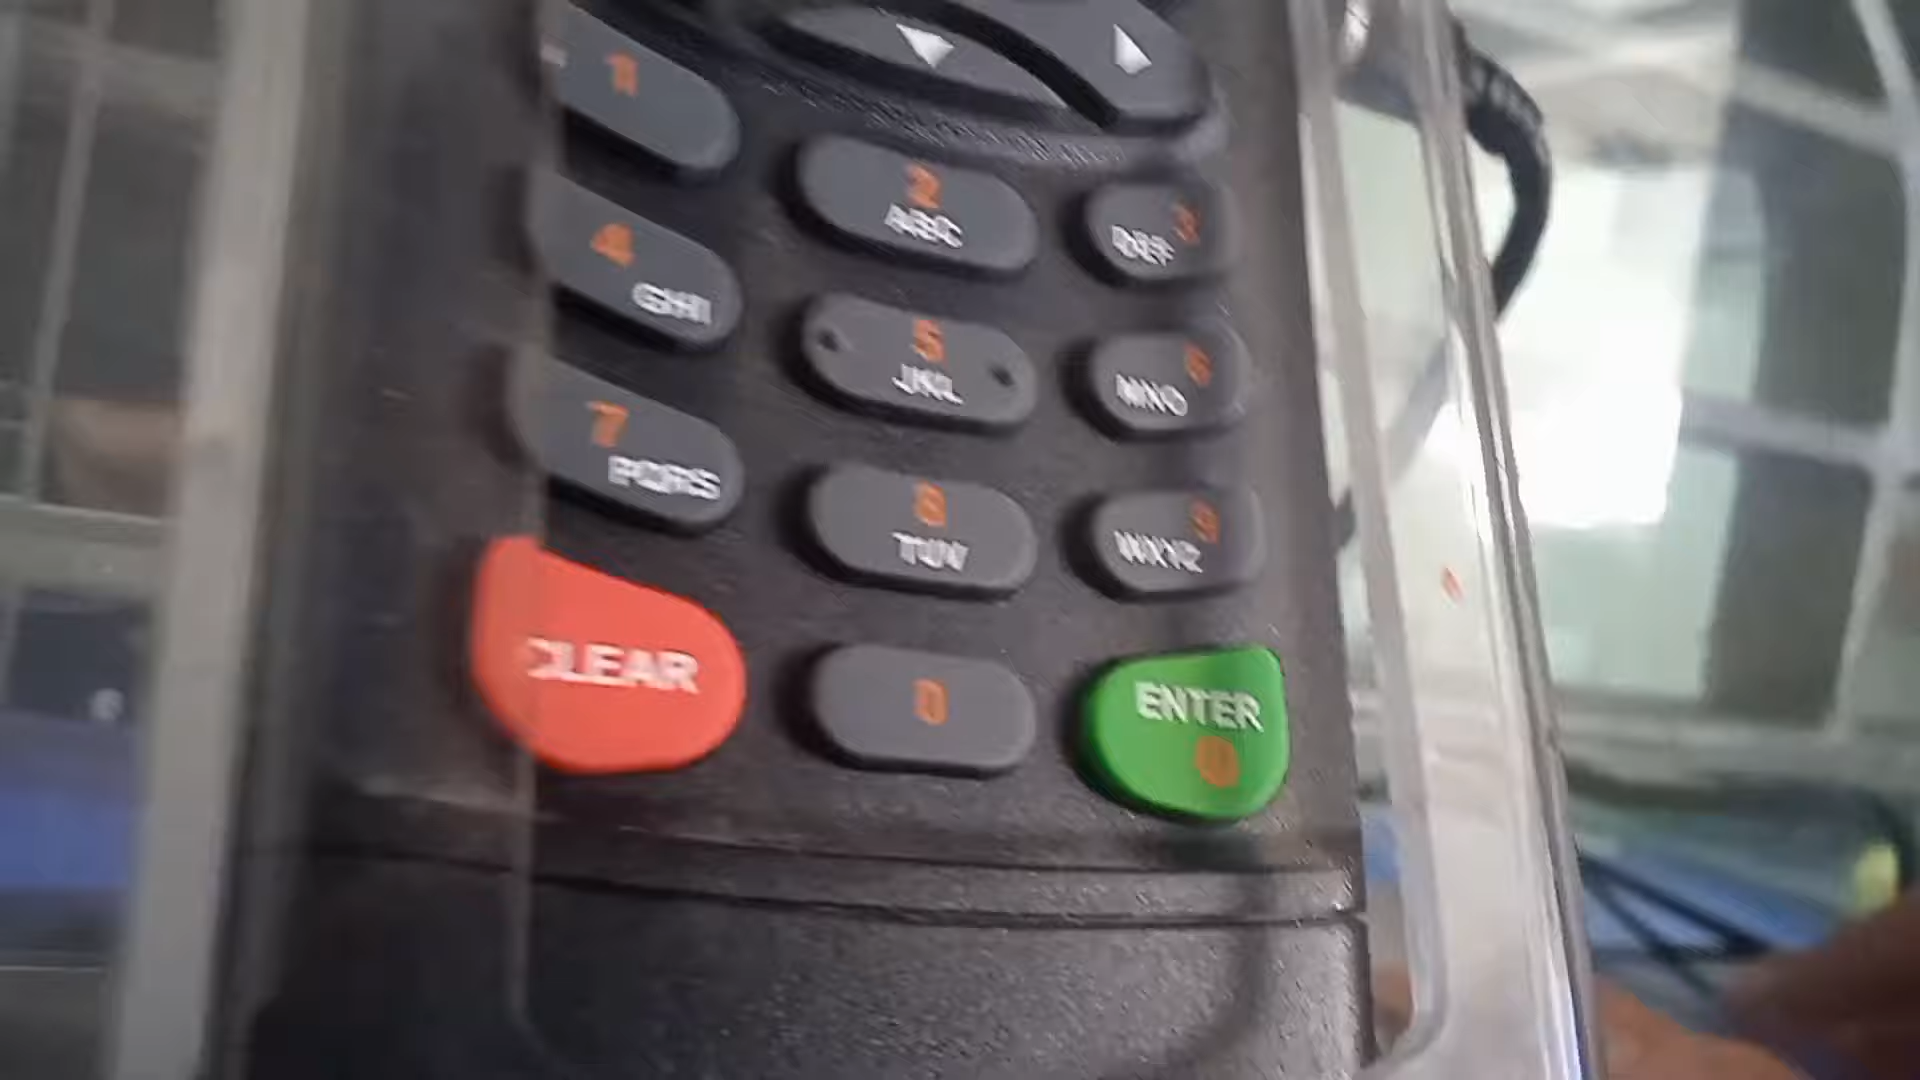 1
2
ABC
3
DEF
4
GHI
5
JKL
6
MNO
7
PQRS
8
TUV
9
WXYZ
CLEAR
0
ENTER